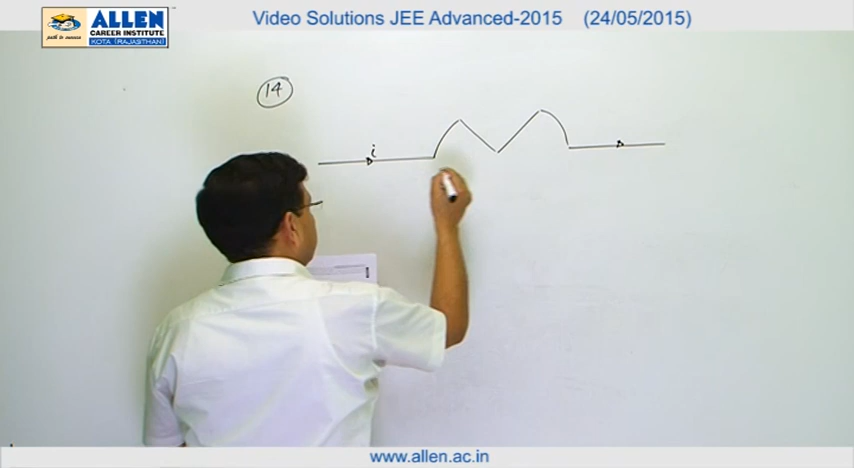 Video Solutions JEE Advanced-2015 (24/05/2015)
ALLEN
CAREER INSTITUTE
KOTA (RAJASTHAN)
path to success
14
i
www.allen.ac.in